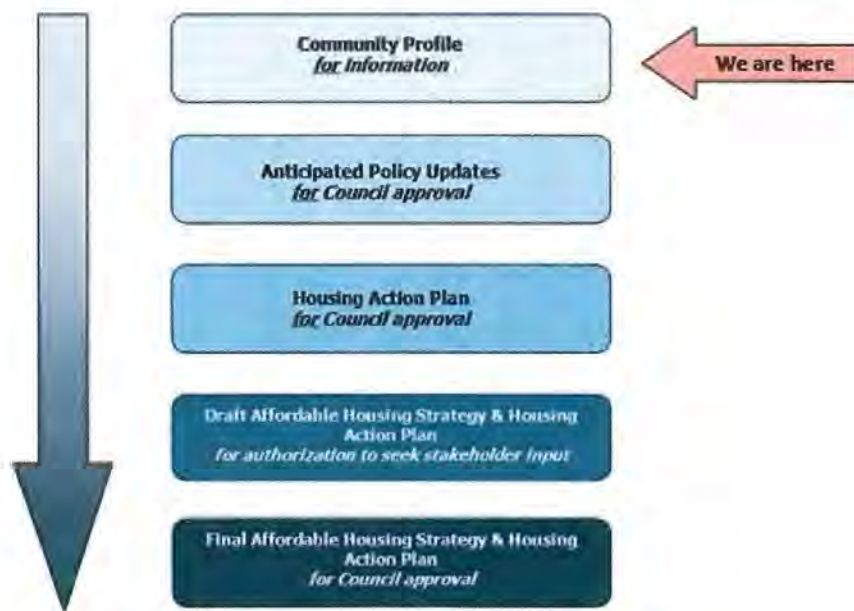 Community Profile
for Information
We are here
Anticipated Policy Updates
for Council approval
Housing Action Plan
for Council approval
Draft Affordable Housing Strategy & Housing
Action Plan
for authorization to seek stakeholder input
Final Affordable Housing Strategy & Housing
Action Plan
for Council approval